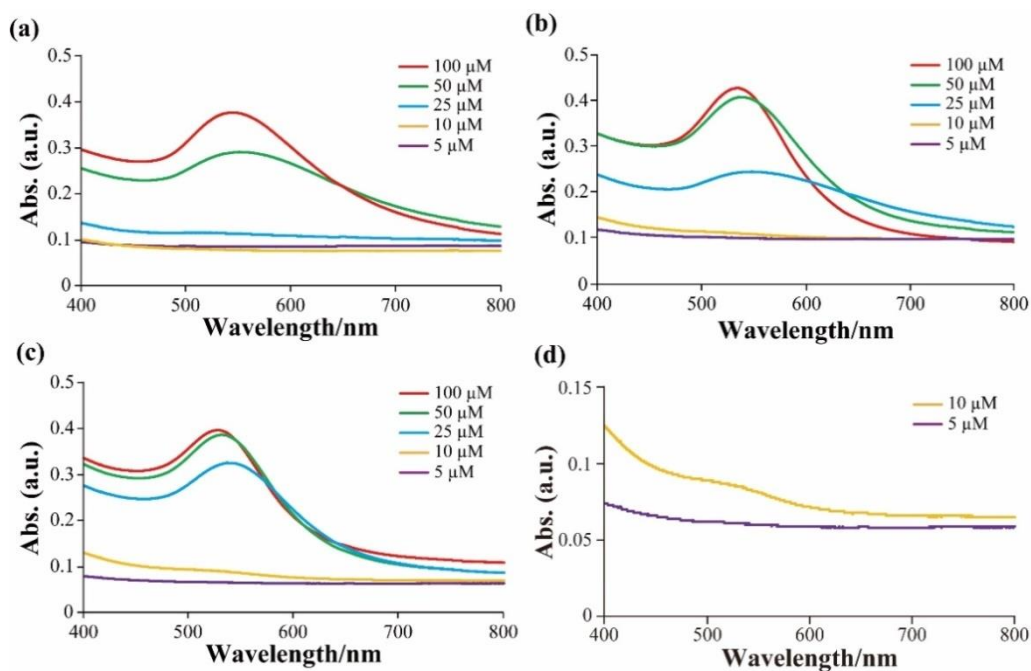 (a)
0.5
0.4
0.3
0.2
0.1
0
Abs. (a.u.)
400 500 600 700 800
Wavelength/nm
100 µM
50 µM
25 µM
10 µM
5 µM
(b)
0.5
0.4
0.3
0.2
0.1
0
Abs. (a.u.)
400 500 600 700 800
Wavelength/nm
100 µM
50 µM
25 µM
10 µM
5 µM
(c)
0.5
0.4
0.3
0.2
0.1
0
Abs. (a.u.)
400 500 600 700 800
Wavelength/nm
100 µM
50 µM
25 µM
10 µM
5 µM
(d)
0.15
0.1
0.05
0
Abs. (a.u.)
400 500 600 700 800
Wavelength/nm
10 µM
5 µM